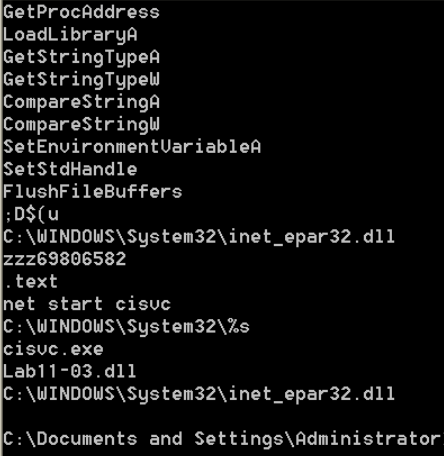 GetProcAddress
LoadLibraryA
GetStringTypeA
GetStringTypeW
CompareStringA
CompareStringW
SetEnvironmentVariableA
SetStdHandle
FlushFileBuffers
;D$(u
C:\WINDOWS\System32\inet_epar32.dll
zzz69806582
.text
net start cisvc
C:\WINDOWS\System32\%s
cisvc.exe
Lab11-03.dll
C:\WINDOWS\System32\inet_epar32.dll
C:\Documents and Settings\Administrator